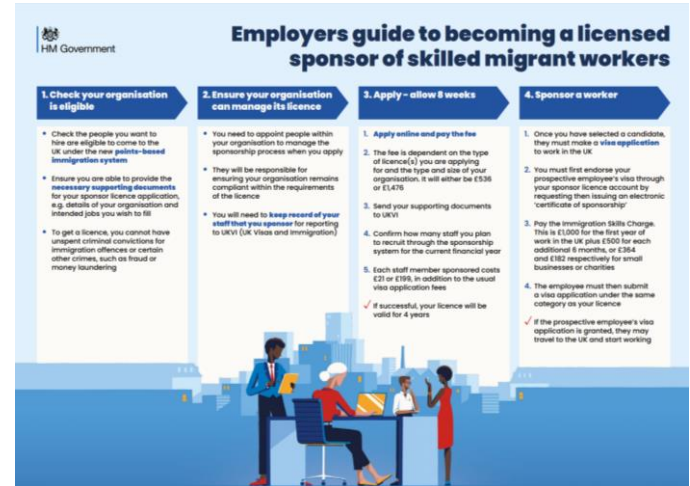 HM Government
Employers guide to becoming a licensed
sponsor of skilled migrant workers
1. Check your organisation
is eligible
• Check the people you want to
hire are eligible to come to the
UK under the new points-based
immigration system
• Ensure you are able to provide the
necessary supporting documents
for your sponsor licence application,
e.g. details of your organisation and
intended jobs you wish to fill
• To get a licence, you cannot have
unspent criminal convictions for
immigration offences or certain
other crimes, such as fraud or
money laundering
2. Ensure your organisation
can manage its licence
• You need to appoint people within
your organisation to manage the
sponsorship process when you apply
• They will be responsible for
ensuring your organisation remains
compliant within the requirements
of the licence
• You will need to keep record of your
staff that you sponsor for reporting
to UKVI (UK Visas and Immigration)
3. Apply – allow 8 weeks
1. Apply online and pay the fee
2. The fee is dependent on the type
of licence(s) you are applying
for and the type and size of your
organisation. It will either be £536
or £1,476
3. Send your supporting documents
to UKVI
4. Confirm how many staff you plan
to recruit through the sponsorship
system for the current financial year
5. Each staff member sponsored costs
£21 or £199, in addition to the usual
visa application fees
✓ If successful, your licence will be
valid for 4 years
4. Sponsor a worker
1. Once you have selected a candidate,
they must make a visa application
to work in the UK
2. You must first endorse your
prospective employee's visa through
your sponsor licence account by
requesting then issuing an electronic
'certificate of sponsorship'
3. Pay the Immigration Skills Charge.
This is £1,000 for the first year of
work in the UK plus £500 for each
additional 6 months, or £364
and £182 respectively for small
businesses or charities
4. The employee must then submit
a visa application under the same
category as your licence
✓ If the prospective employee's visa
application is granted, they may
travel to the UK and start working